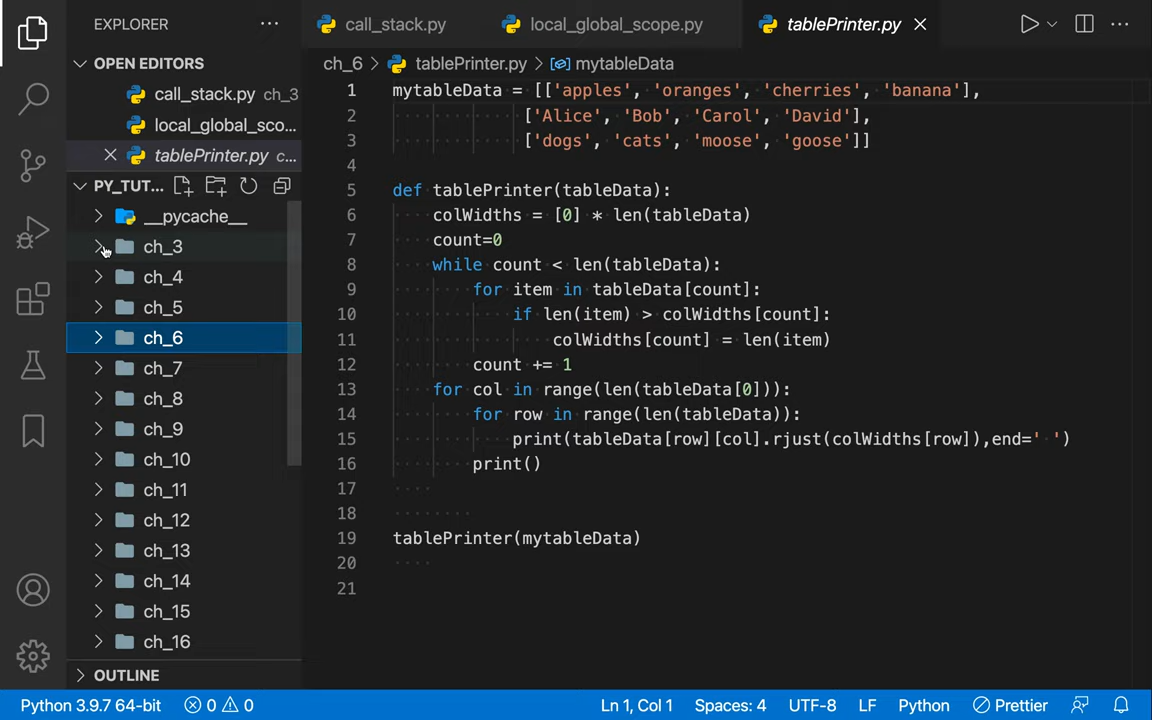 EXPLORER
OPEN EDITORS
call_stack.py ch_3
local_global_sco...
tablePrinter.py c...
PY_TUT...
__pycache__
ch_3
ch_4
ch_5
ch_6
ch_7
ch_8
ch_9
ch_10
ch_11
ch_12
ch_13
ch_14
ch_15
ch_16
OUTLINE
call_stack.py local_global_scope.py tablePrinter.py
ch_6 > tablePrinter.py > mytableData
1 mytableData = [['apples', 'oranges', 'cherries', 'banana'],
2 ['Alice', 'Bob', 'Carol', 'David'],
3 ['dogs', 'cats', 'moose', 'goose']]
4
5 def tablePrinter(tableData):
6 colWidths = [0] * len(tableData)
7 count=0
8 while count < len(tableData):
9 for item in tableData[count]:
10 if len(item) > colWidths[count]:
11 colWidths[count] = len(item)
12 count += 1
13 for col in range(len(tableData[0])):
14 for row in range(len(tableData)):
15 print(tableData[row][col].rjust(colWidths[row]),end=' ')
16 print()
17
18
19 tablePrinter(mytableData)
20
21
Python 3.9.7 64-bit 0 0 Ln 1, Col 1 Spaces: 4 UTF-8 LF Python Prettier